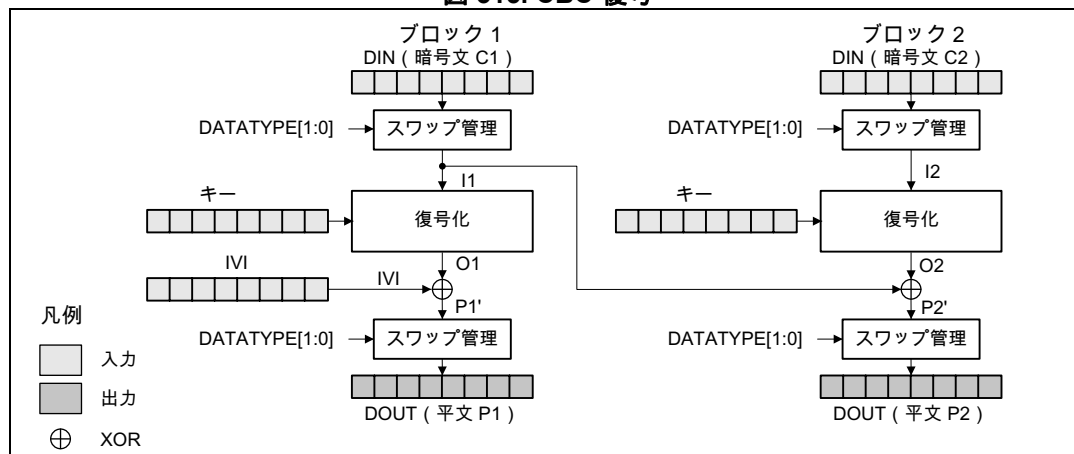 ブロック 1
DIN ( 暗号文 C1 )
DATATYPE[1:0]
スワップ管理
I1
キー
復号化
IVI
IVI
O1
P1'
DATATYPE[1:0]
スワップ管理
DOUT ( 平文 P1 )
ブロック 2
DIN ( 暗号文 C2 )
DATATYPE[1:0]
スワップ管理
I2
キー
復号化
O2
P2'
DATATYPE[1:0]
スワップ管理
DOUT ( 平文 P2 )
凡例
入力
出力
XOR